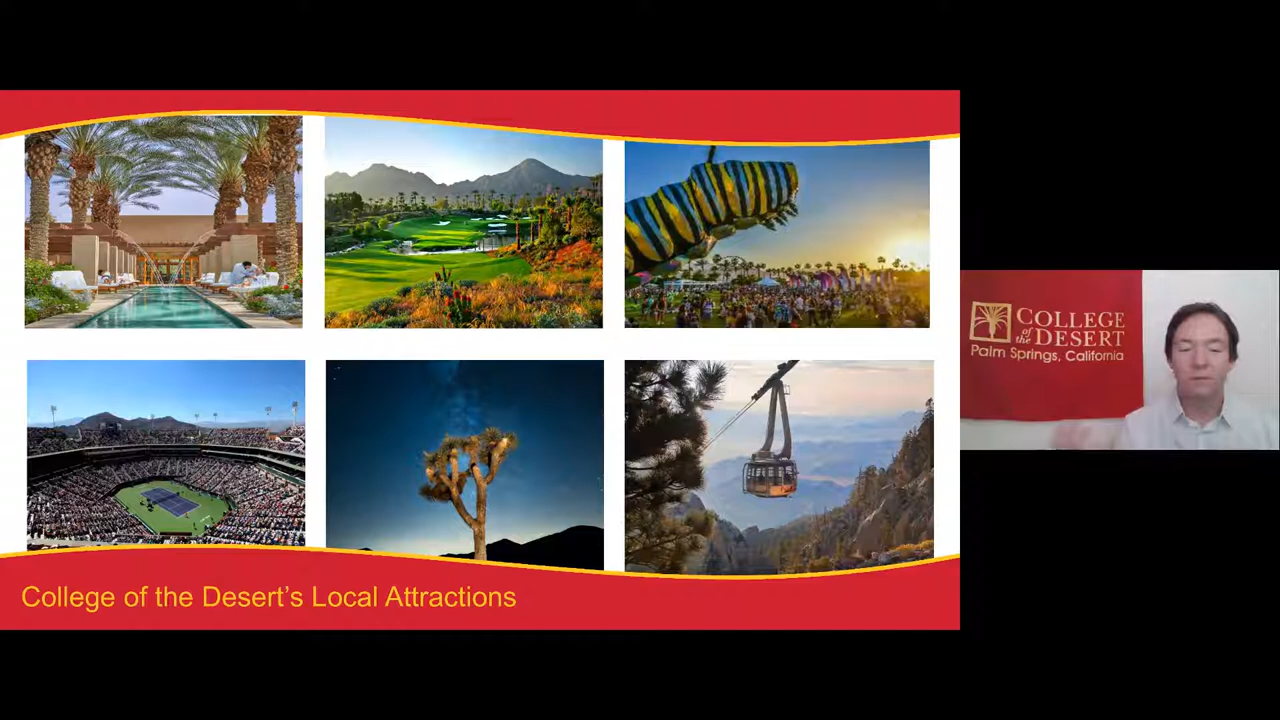 COLLEGE
of the DESERT
Palm Springs, California
College of the Desert's Local Attractions